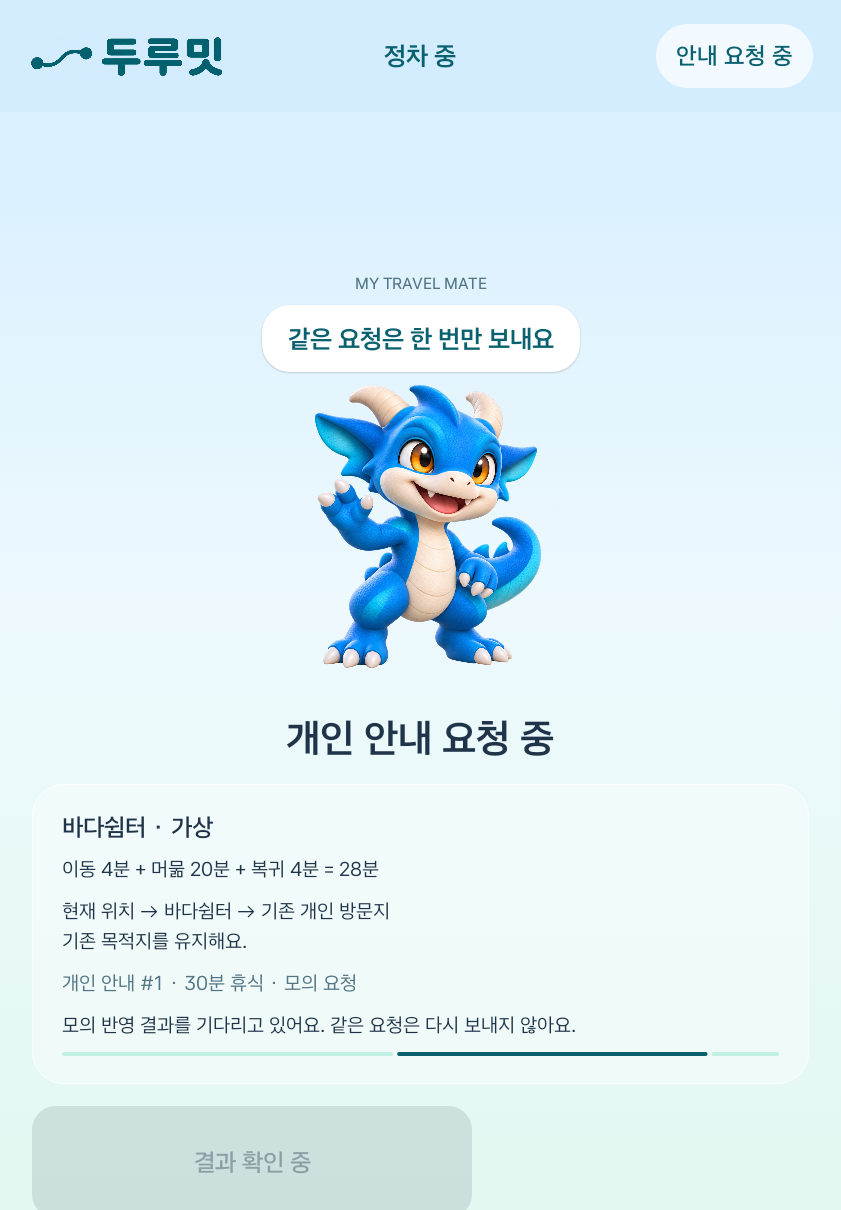 두루밋
정차 중
안내 요청 중
MY TRAVEL MATE
같은 요청은 한 번만 보내요
개인 안내 요청 중
바다쉼터 · 가상
이동 4분 + 머묾 20분 + 복귀 4분 = 28분
현재 위치 → 바다쉼터 → 기존 개인 방문지
기존 목적지를 유지해요.
개인 안내 #1 · 30분 휴식 · 모의 요청
모의 반영 결과를 기다리고 있어요. 같은 요청은 다시 보내지 않아요.
결과 확인 중